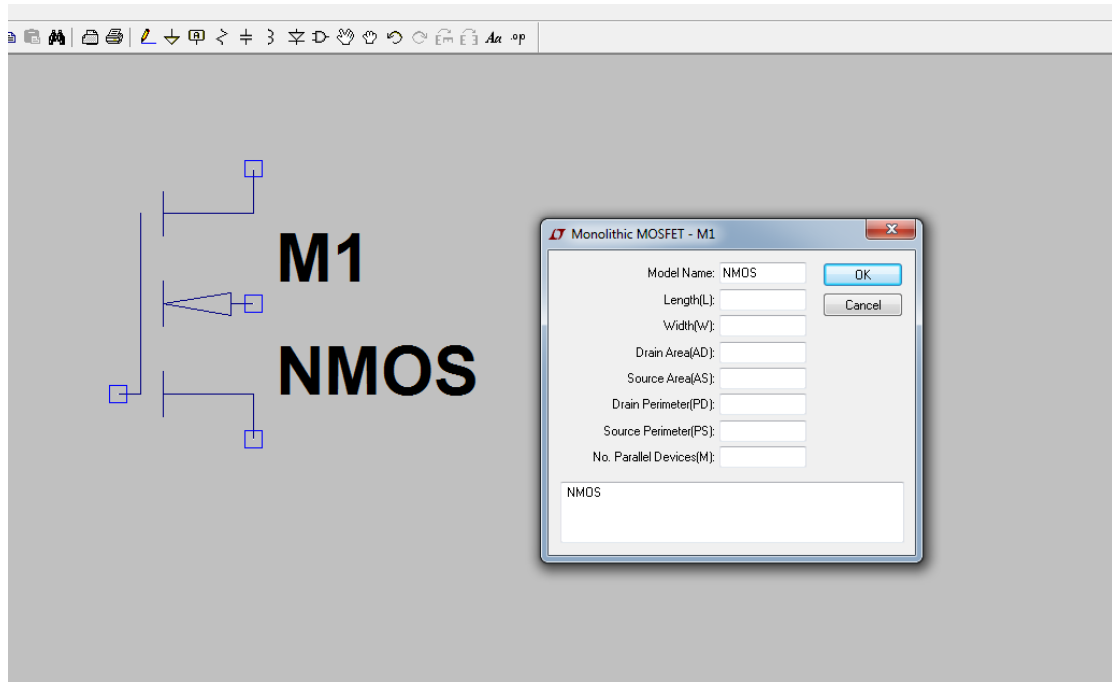 Aa .op
M1
NMOS
Monolithic MOSFET - M1
Model Name: NMOS
OK
Length(L):
Cancel
Width(W):
Drain Area(AD):
Source Area(AS):
Drain Perimeter(PD):
Source Perimeter(PS):
No. Parallel Devices(M):
NMOS